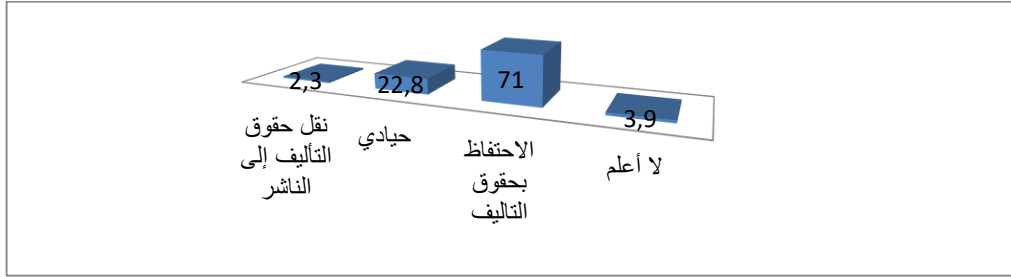 2,3
22,8
71
3,9
نقل حقوق
التأليف إلى
الناشر
حيادي
الاحتفاظ
بحقوق
التاليف
لا أعلم